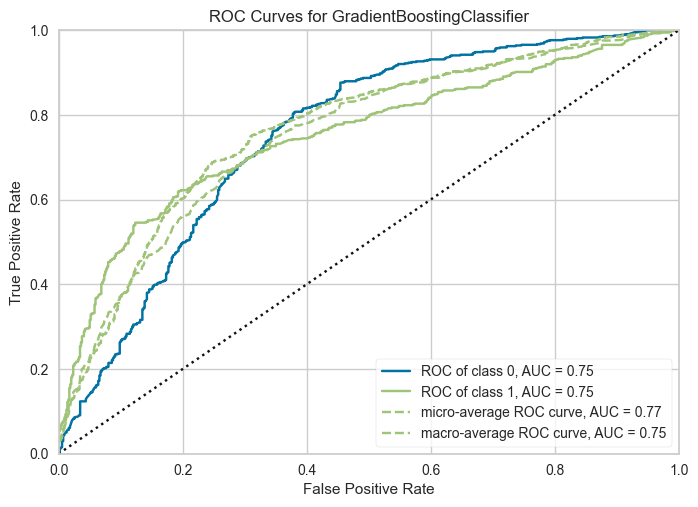 ROC Curves for GradientBoostingClassifier
True Positive Rate
1.0
0.8
0.6
0.4
0.2
0.0
ROC of class 0, AUC = 0.75
ROC of class 1, AUC = 0.75
micro-average ROC curve, AUC = 0.77
macro-average ROC curve, AUC = 0.75
0.0 0.2 0.4 0.6 0.8 1.0
False Positive Rate